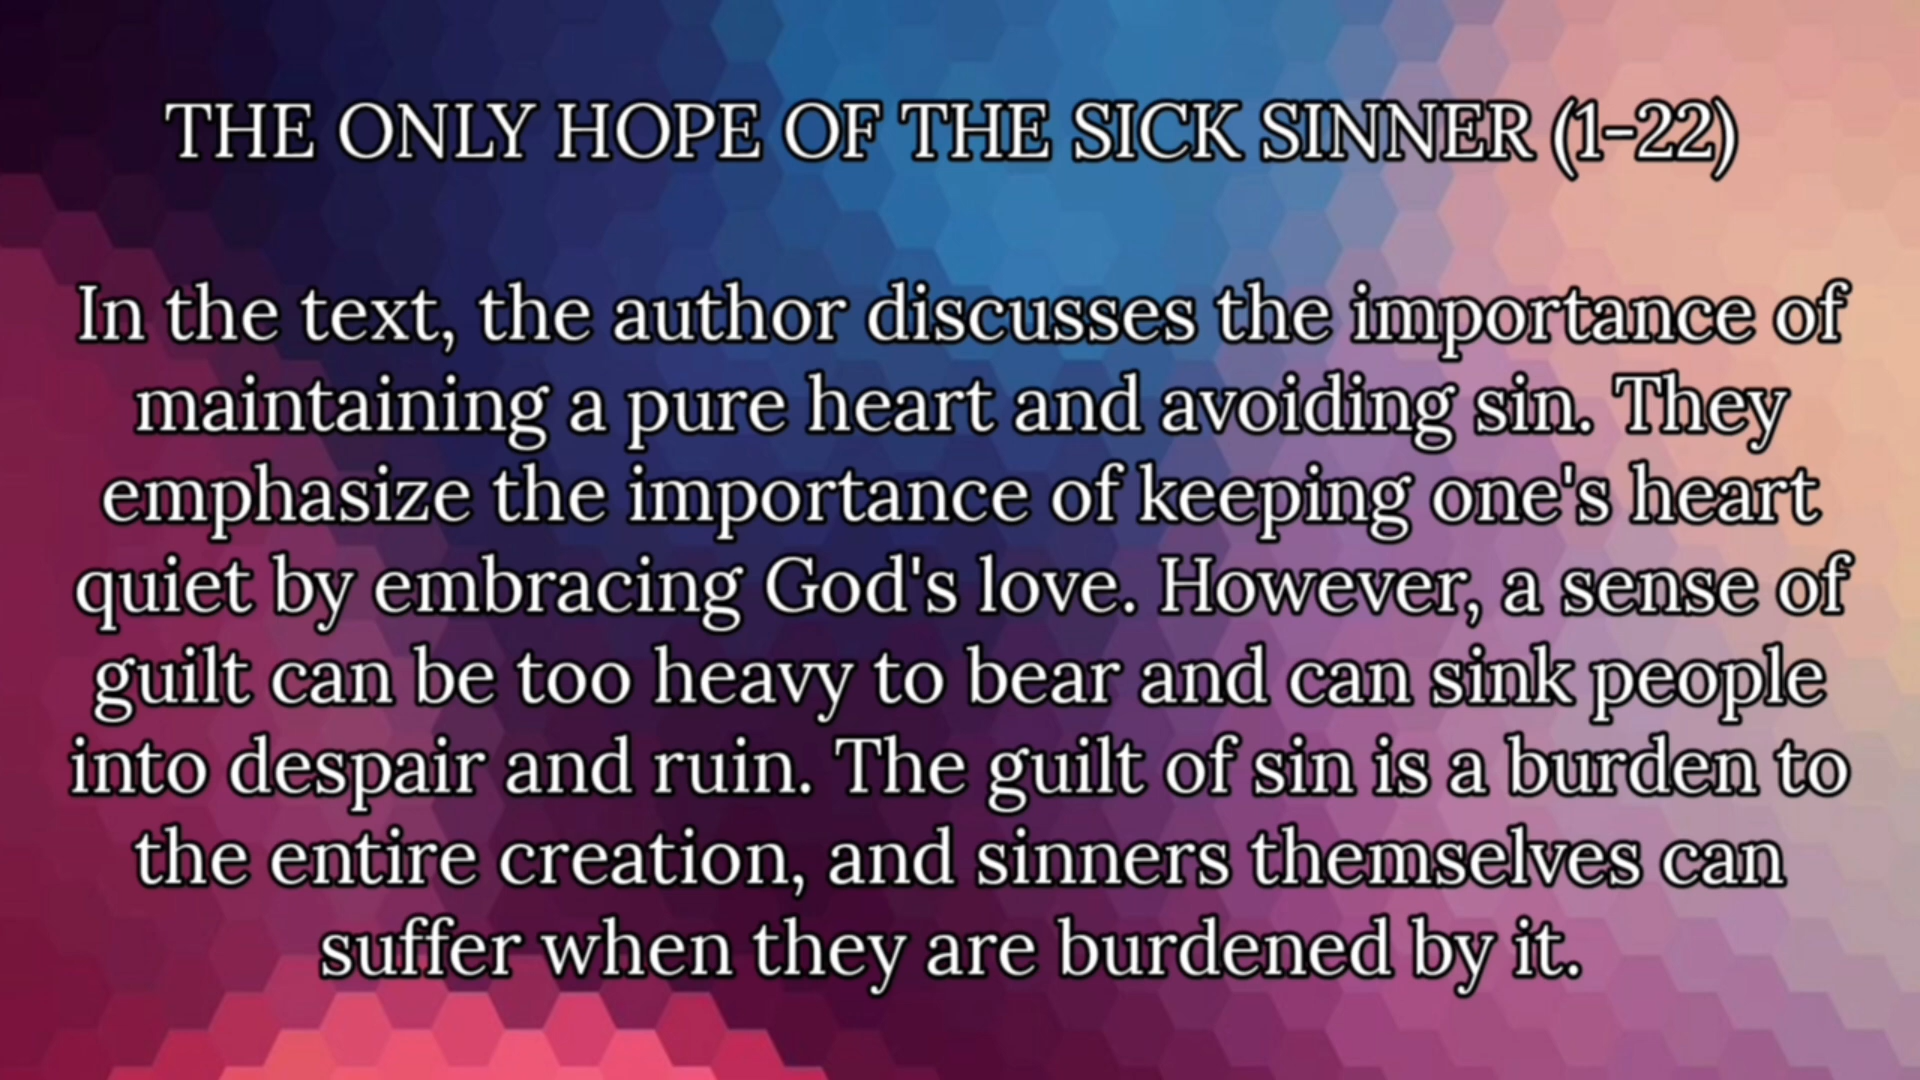 THE ONLY HOPE OF THE SICK SINNER (1-22)
In the text, the author discusses the importance of
maintaining a pure heart and avoiding sin. They
emphasize the importance of keeping one's heart
quiet by embracing God's love. However, a sense of
guilt can be too heavy to bear and can sink people
into despair and ruin. The guilt of sin is a burden to
the entire creation, and sinners themselves can
suffer when they are burdened by it.